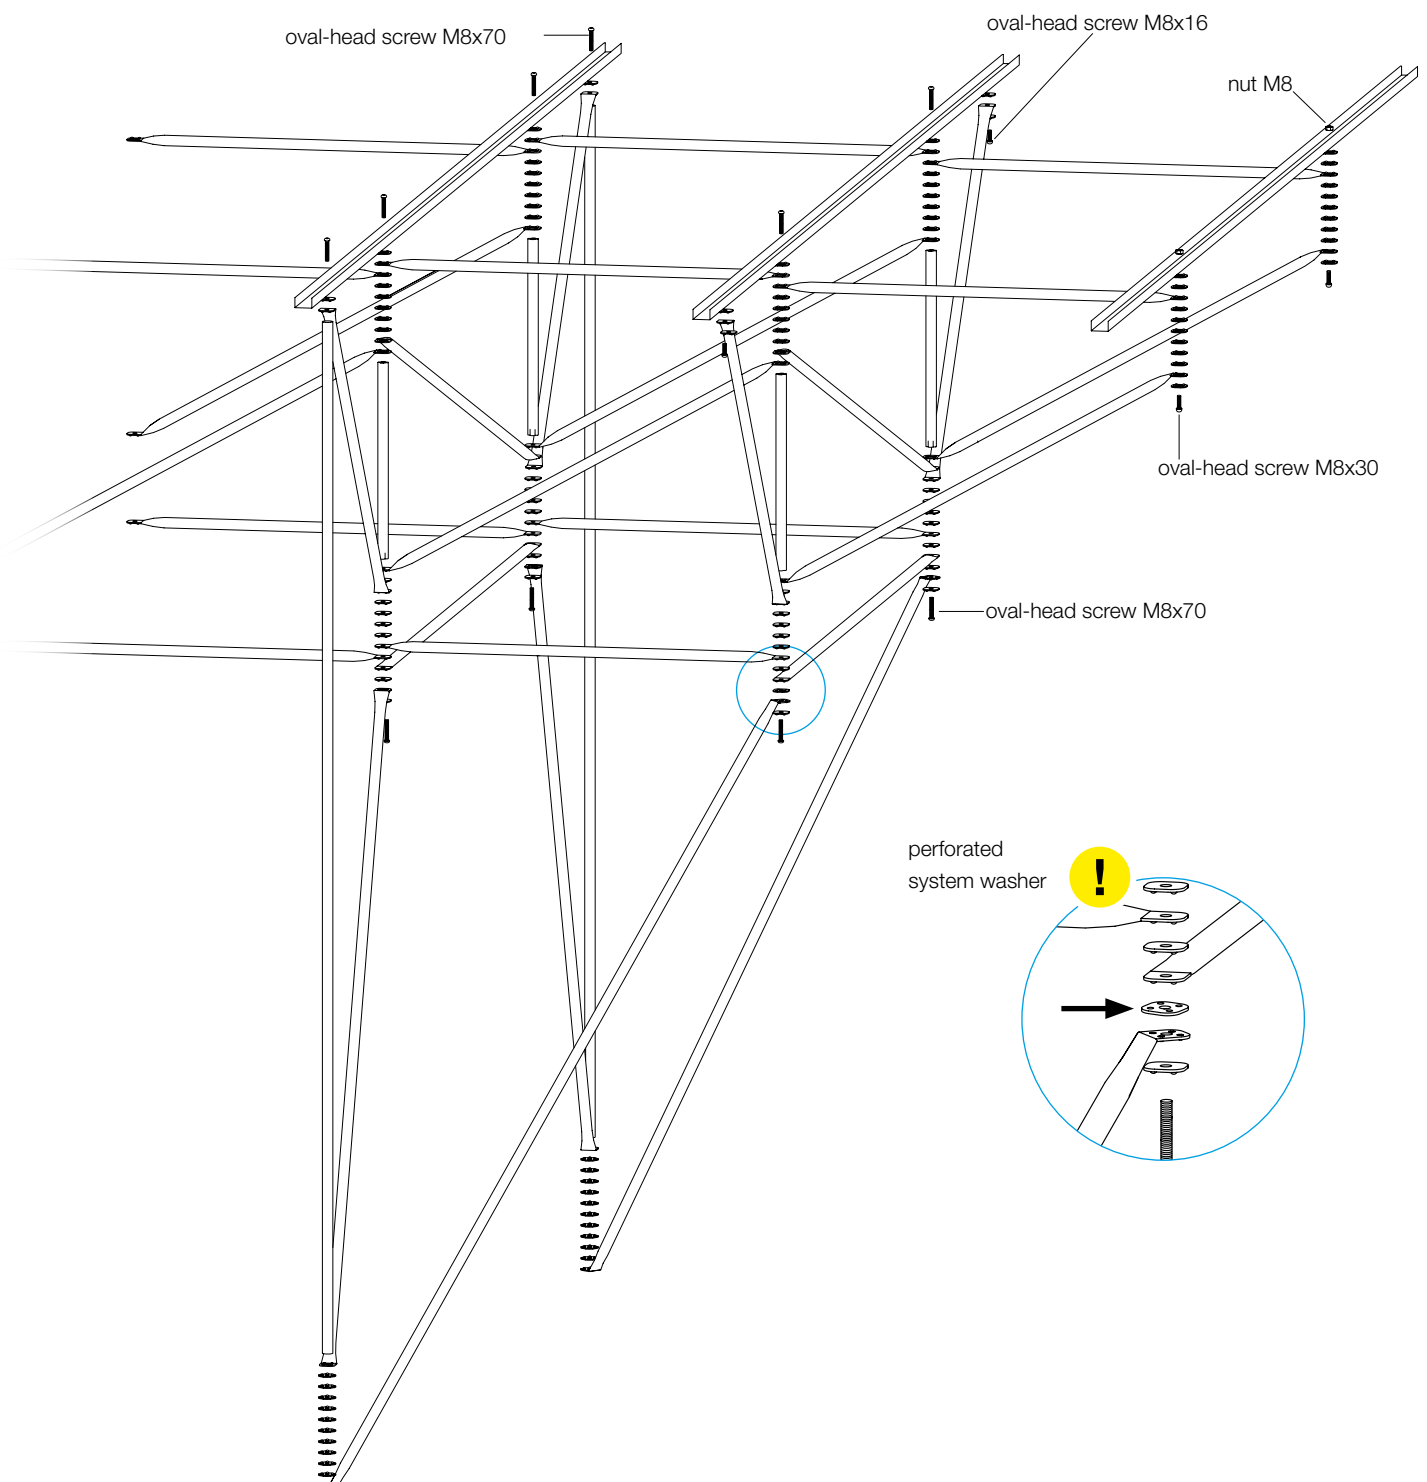 oval-head screw M8x70
oval-head screw M8x16
nut M8
oval-head screw M8x30
oval-head screw M8x70
perforated
system washer
!